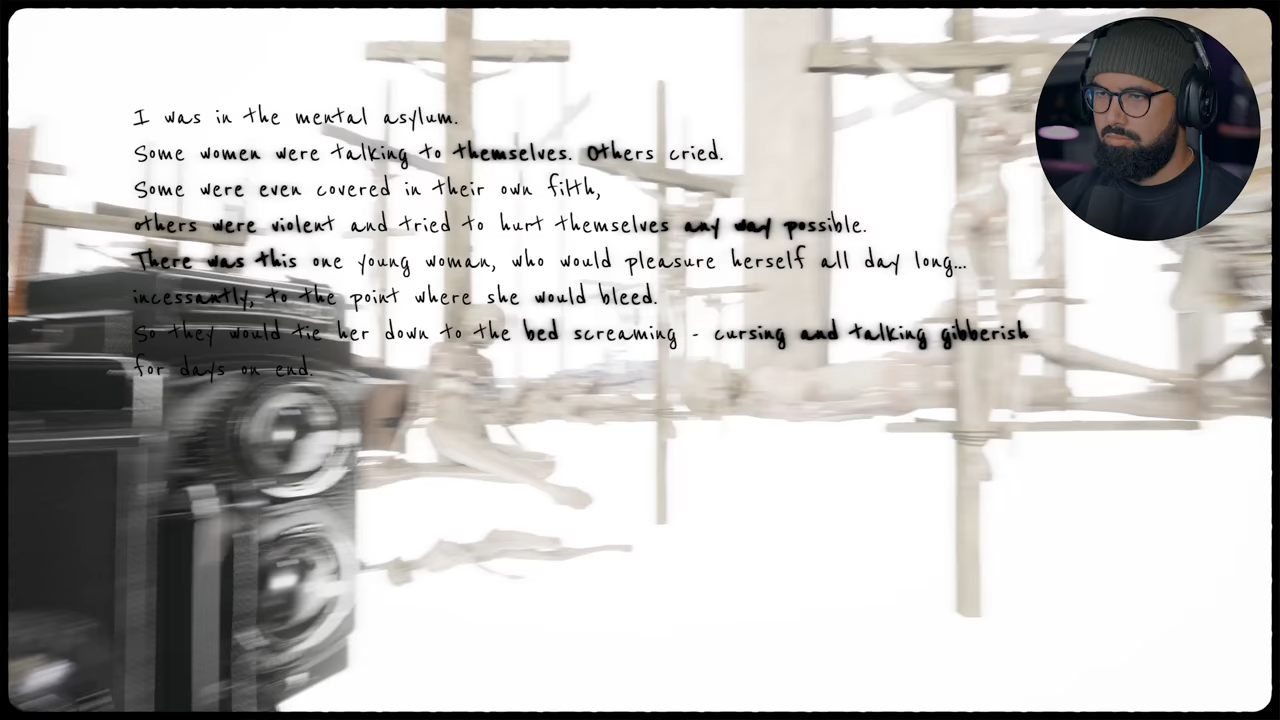 I was in the mental asylum.
Some women were talking to themselves. Others cried.
Some were even covered in their own filth,
others were violent and tried to hurt themselves any way possible.
There was this one young woman, who would pleasure herself all day long...
incessantly, to the point where she would bleed.
So they would tie her down to the bed screaming - cursing and talking gibberish
for days on end.